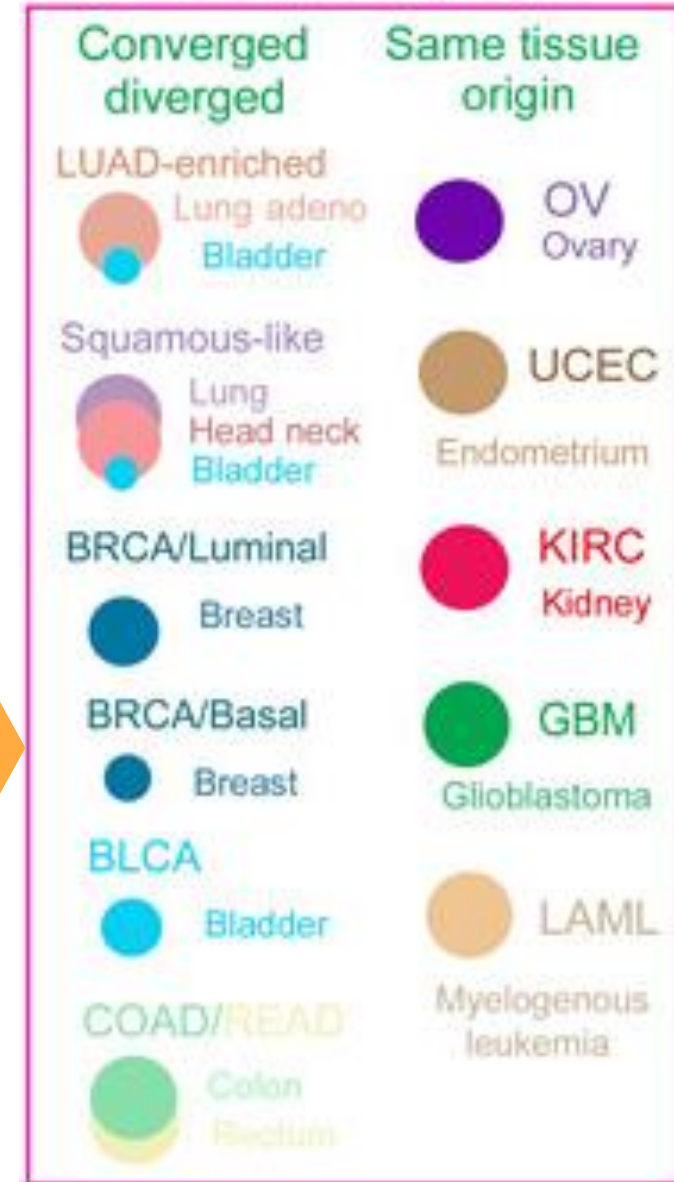 Converged
diverged
LUAD-enriched
Lung adeno
Bladder
Squamous-like
Lung
Head neck
Bladder
BRCA/Luminal
Breast
BRCA/Basal
Breast
BLCA
Bladder
COAD/READ
Colon
Rectum
Same tissue
origin
OV
Ovary
UCEC
Endometrium
KIRC
Kidney
GBM
Glioblastoma
LAML
Myelogenous
leukemia